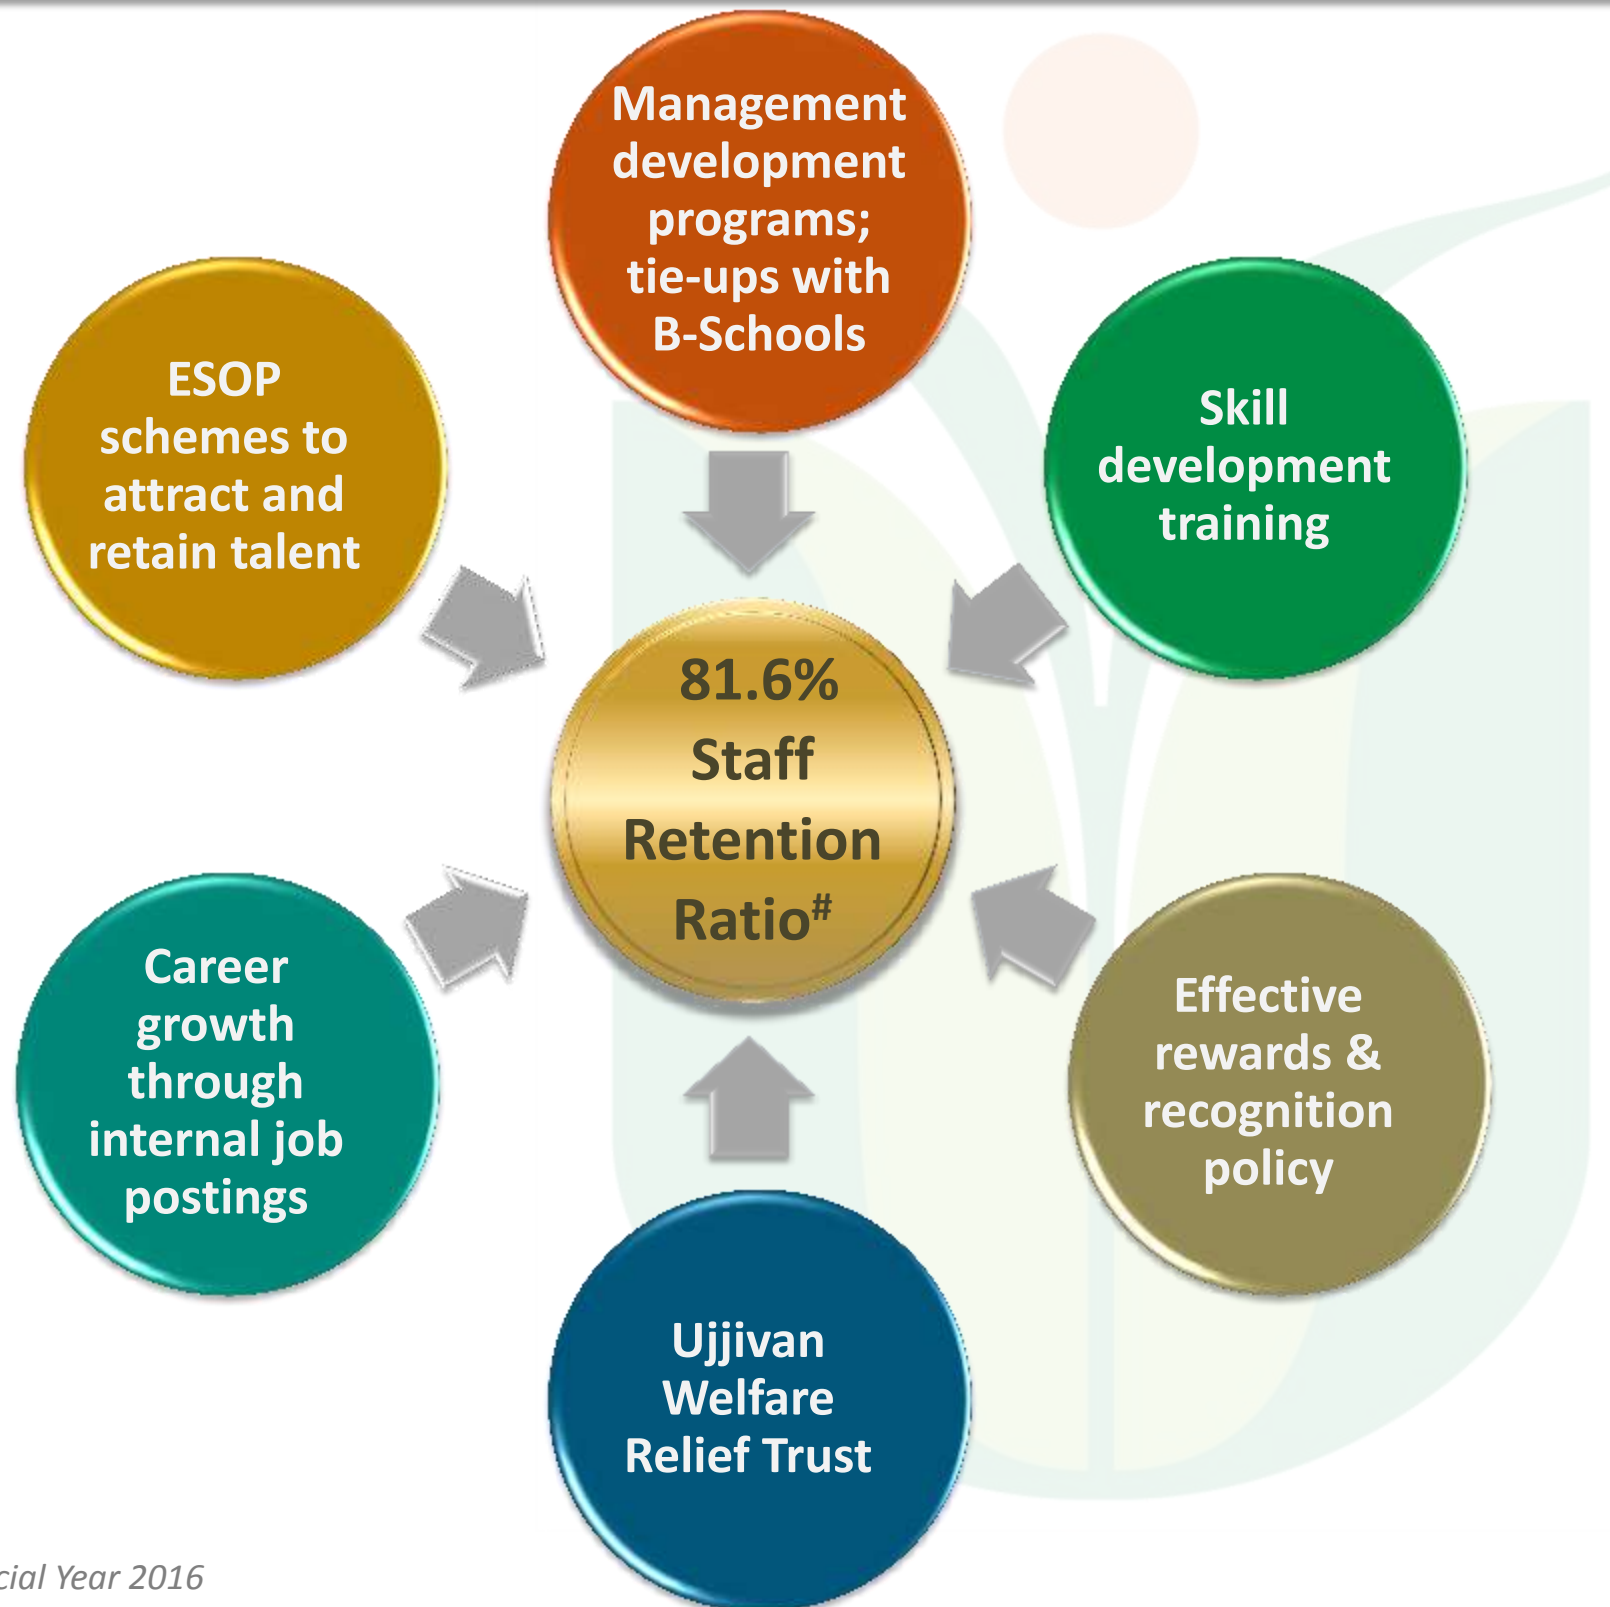 Management
development
programs;
tie-ups with
B-Schools
ESOP
schemes to
attract and
retain talent
Skill
development
training
81.6%
Staff
Retention
Ratio#
Career
growth
through
internal job
postings
Effective
rewards &
recognition
policy
Ujjivan
Welfare
Relief Trust
Year 2016